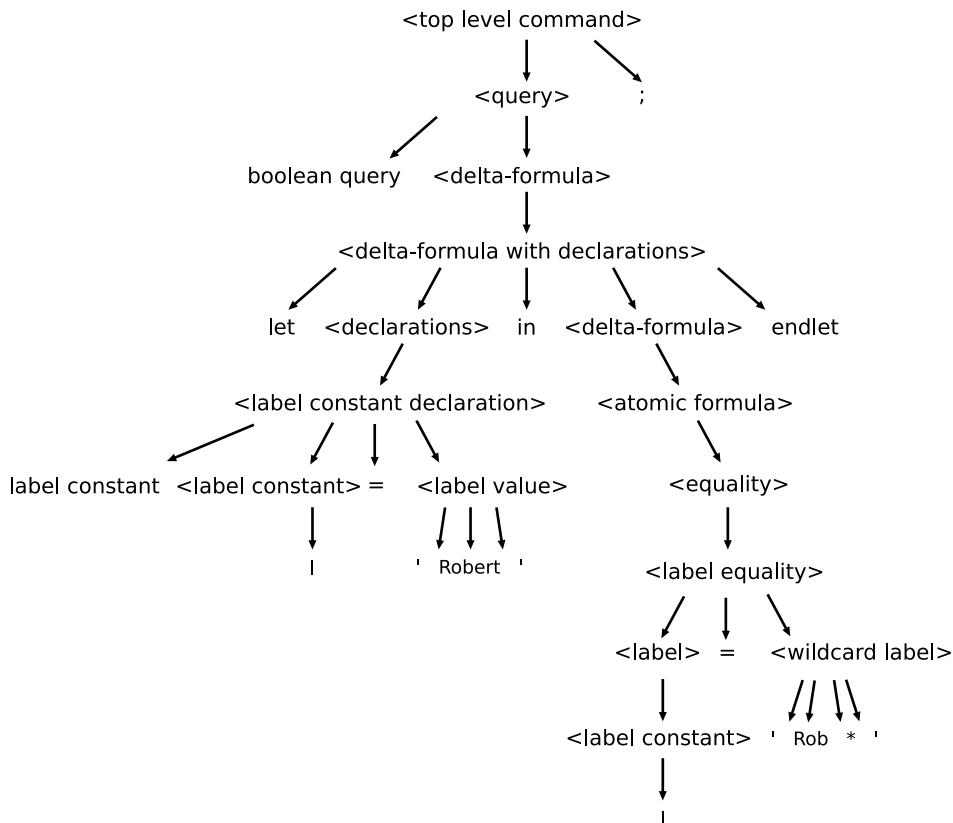 <top level command>
<query> ;
boolean query <delta-formula>
<delta-formula with declarations>
let <declarations> in <delta-formula> endlet
<label constant declaration> <atomic formula>
label constant <label constant> = <label value> <equality>
l ' Robert '
<label equality>
<label> = <wildcard label>
<label constant> ' Rob * '
l